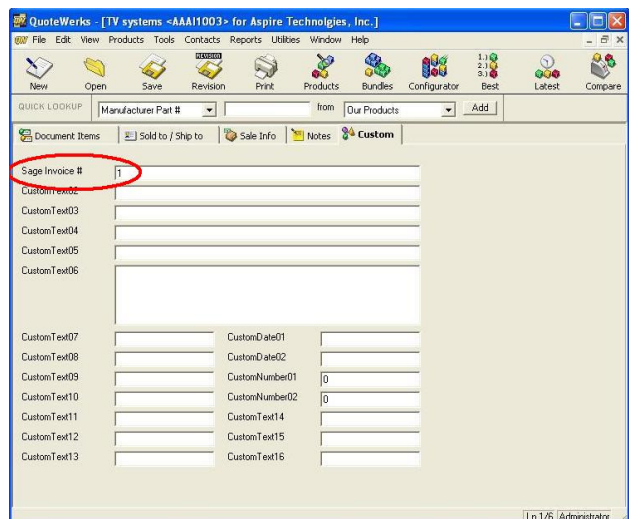 QuoteWerks - [TV systems <AAAI1003> for Aspire Technolgies, Inc.]
File Edit View Products Tools Contacts Reports Utilities Window Help
REVISION 1.) 2.) 3.)
New Open Save Revision Print Products Bundles Configurator Best Latest Compare
QUICK LOOKUP Manufacturer Part # from Our Products Add
Document Items Sold to / Ship to Sale Info Notes Custom
Sage Invoice # 1
CustomText02
CustomText03
CustomText04
CustomText05
CustomText06
CustomText07 CustomDate01
CustomText08 CustomDate02
CustomText09 CustomNumber01 0
CustomText10 CustomNumber02 0
CustomText11 CustomText14
CustomText12 CustomText15
CustomText13 CustomText16
Ln 1/6 Administrator